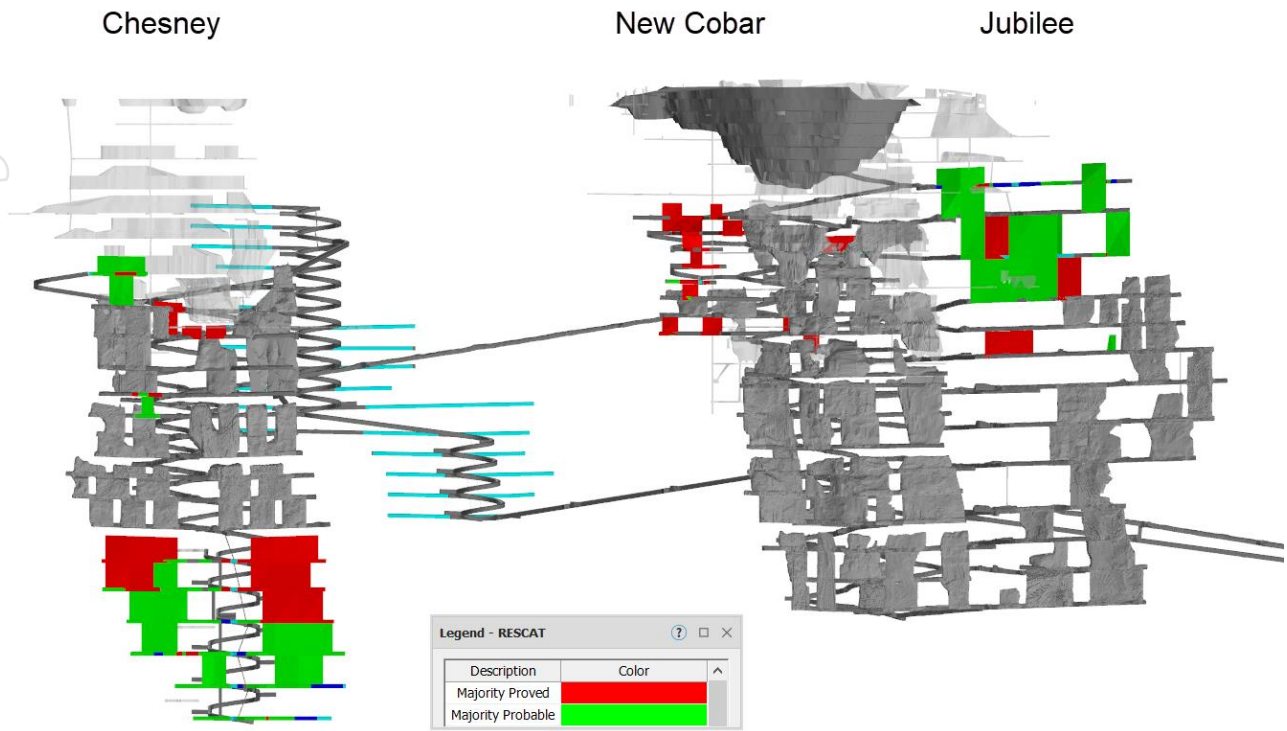 Chesney
New Cobar
Jubilee
Legend - RESCAT
?
Description Color
Majority Proved
Majority Probable